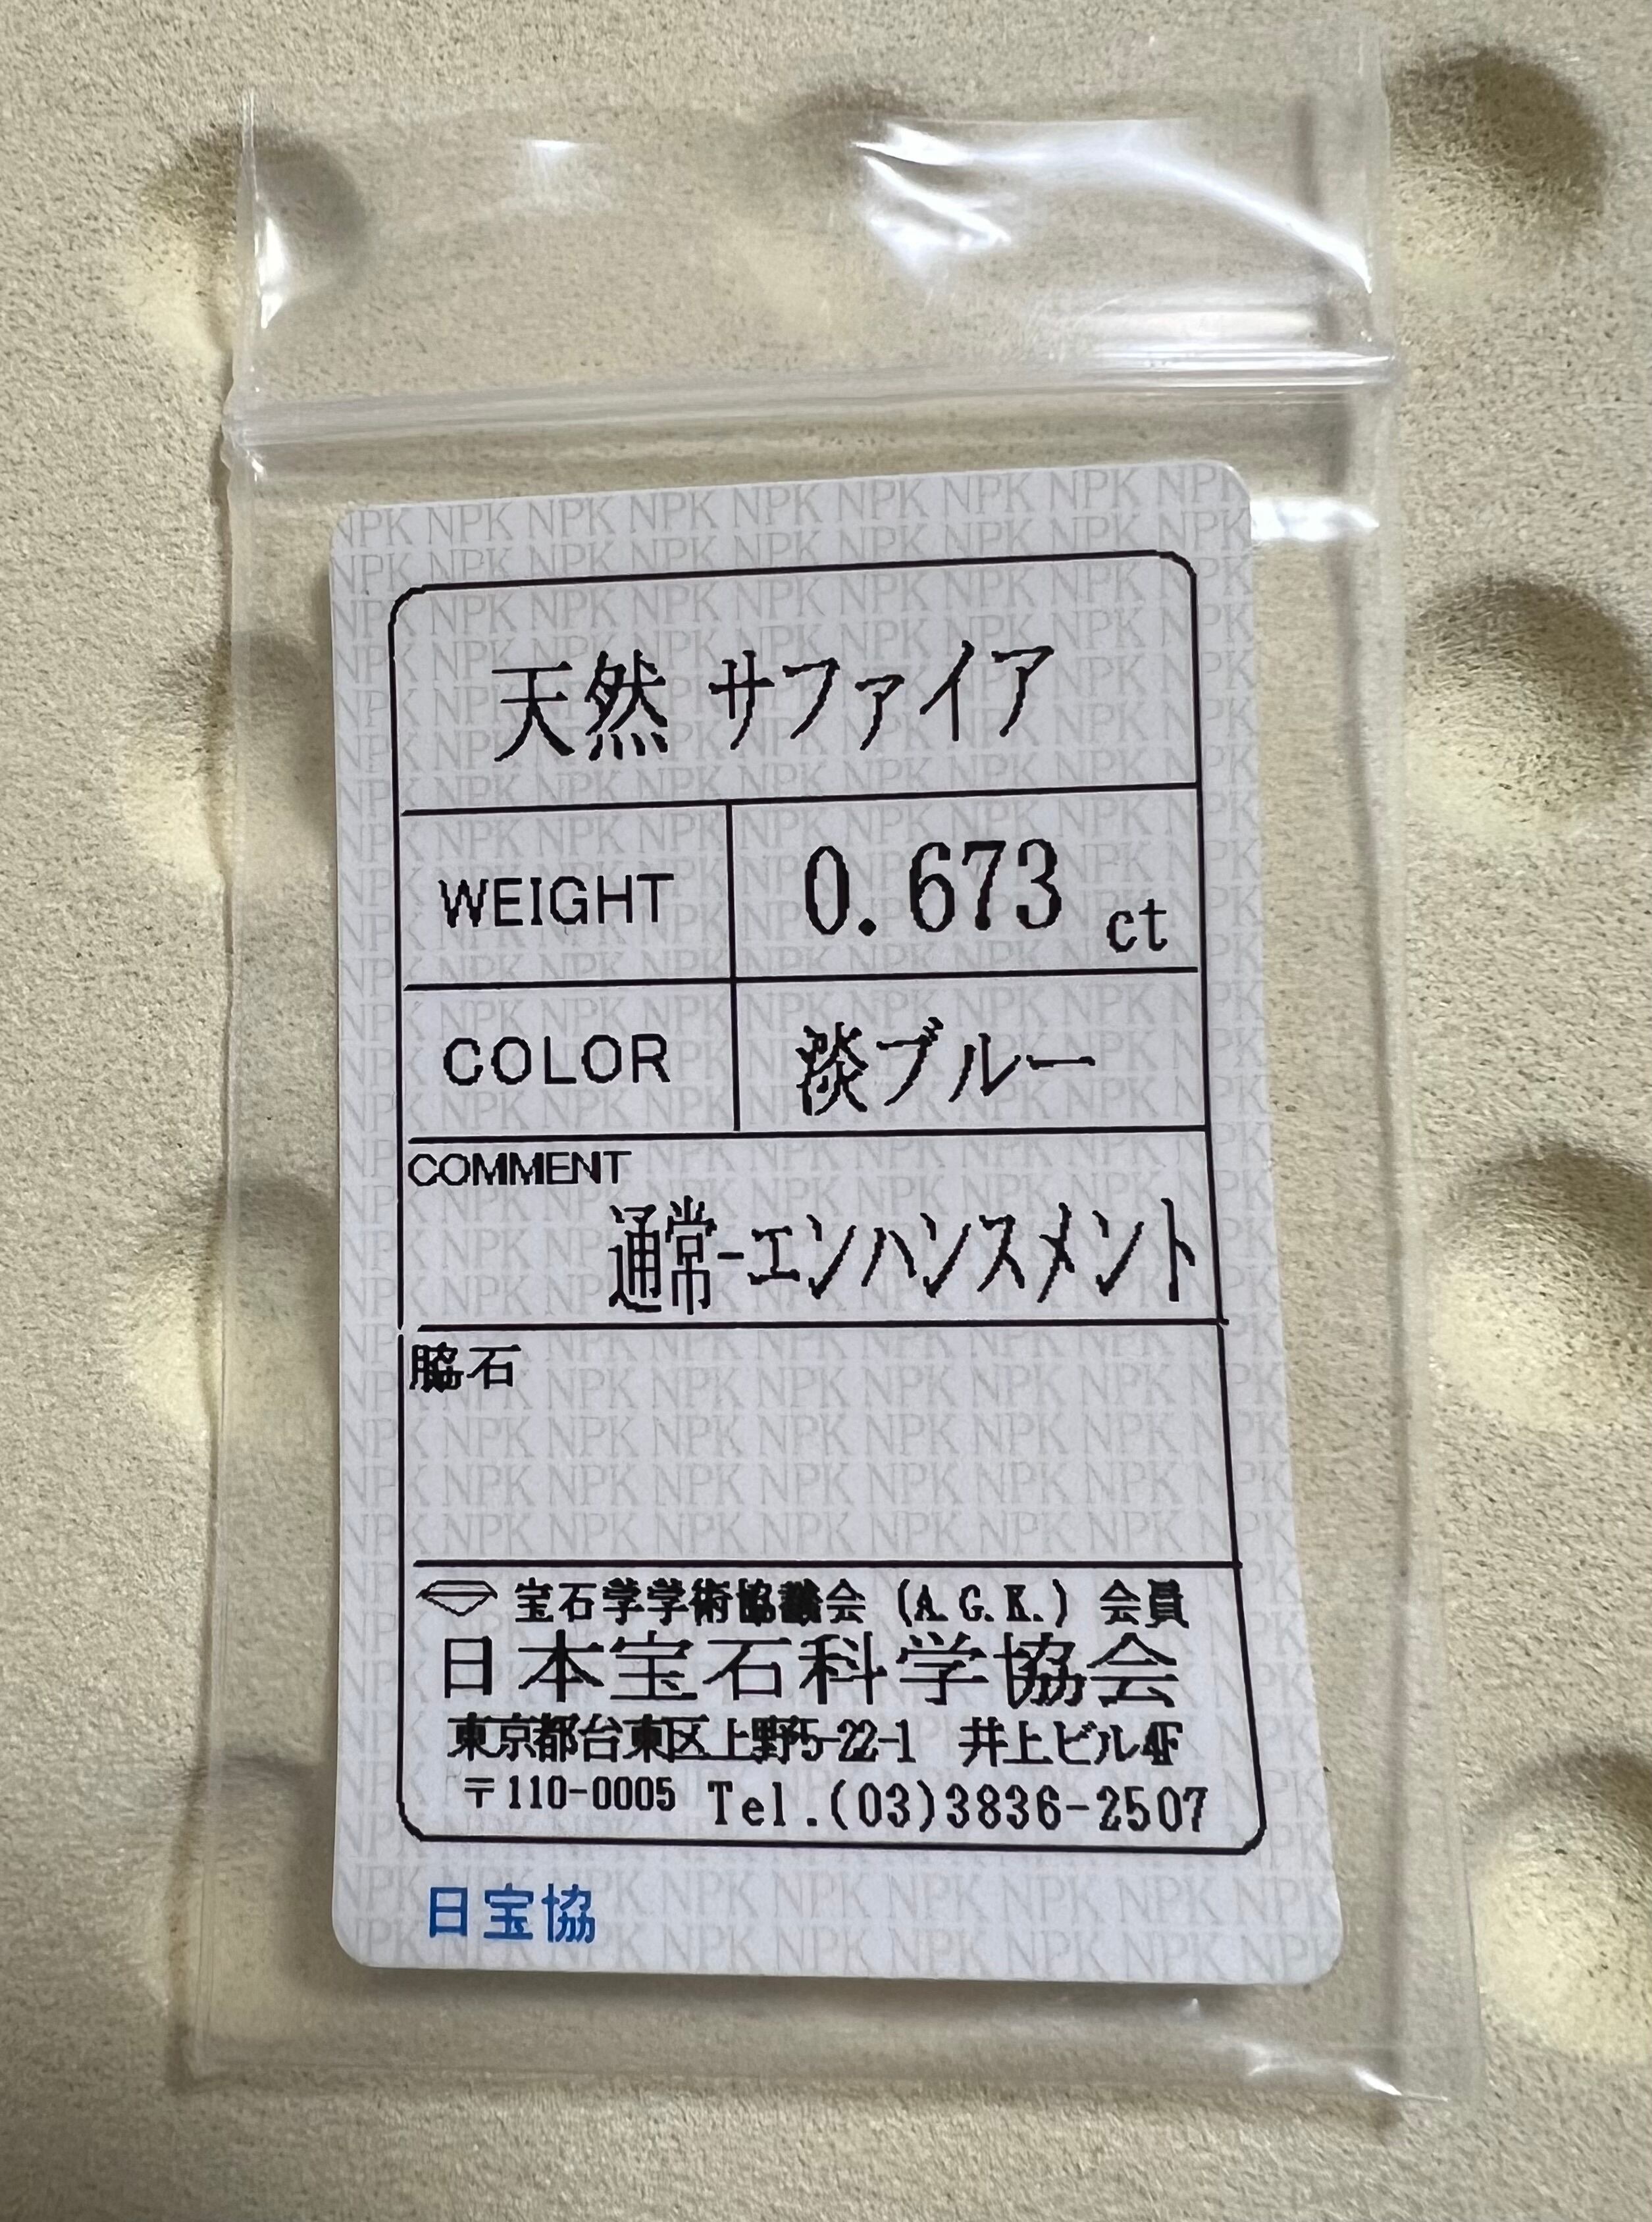 天然 サファイア
WEIGHT 0.673 ct
COLOR 淡ブルー
COMMENT
通常-エンハンスメント
脇石
宝石学学術協議会 (A.G.K.) 会員
日本宝石科学協会
東京都台東区上野5-22-1 井上ビル4F
〒110-0005 Tel.(03)3836-2507
日宝協